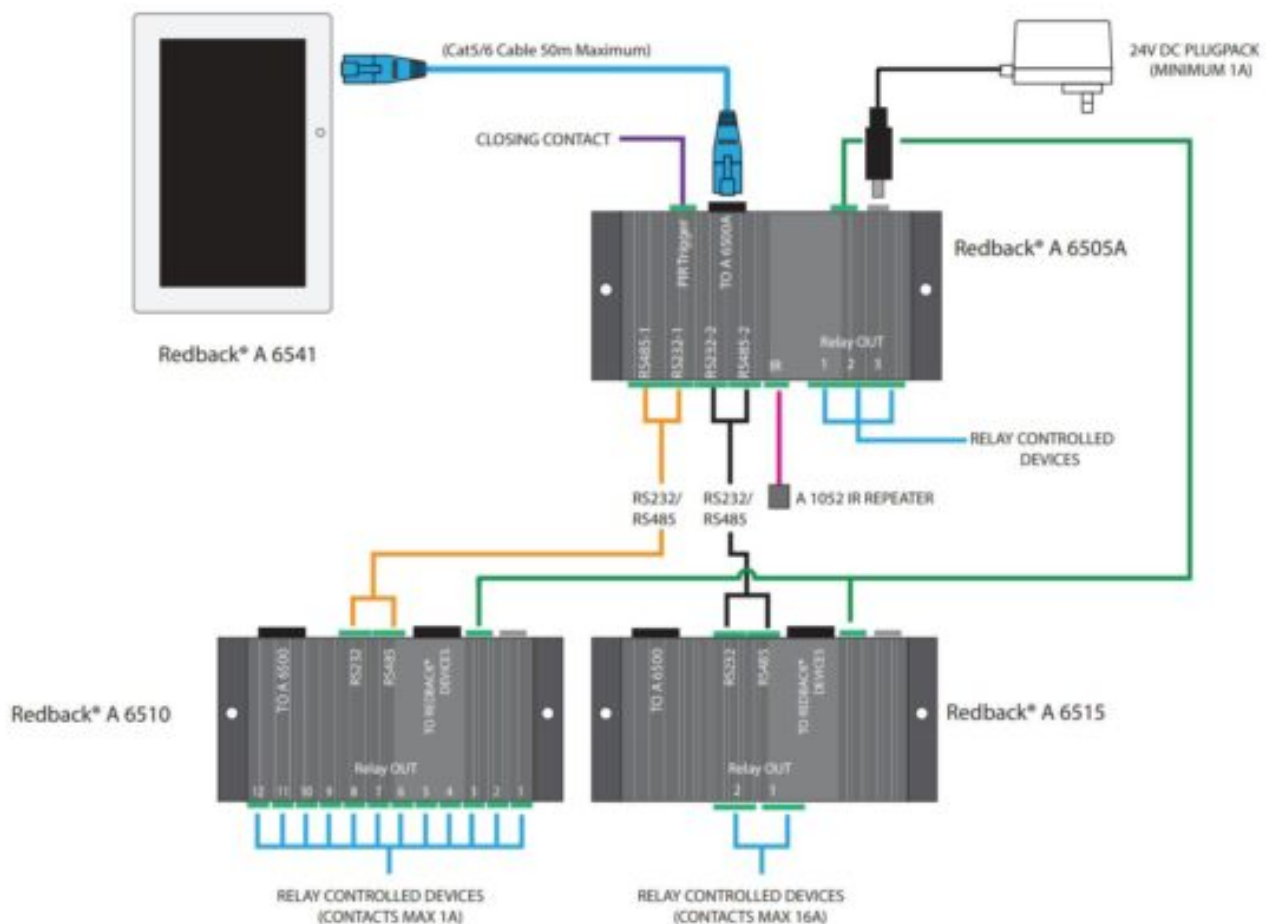 (Cat5/6 Cable 50m Maximum)
24V DC PLUGPACK
(MINIMUM 1A)
CLOSING CONTACT
PIR Trigger
TO A 6500A
Redback® A 6505A
Redback® A 6541
RS485-1
RS232-1
RS232-2
RS485-2
IR
Relay OUT
1 2 3
RELAY CONTROLLED
DEVICES
RS232/
RS485
RS232/
RS485
A 1052 IR REPEATER
Redback® A 6510
TO A 6500
RS232
RS485
TO REDBACK®
DEVICES
Relay OUT
12 11 10 9 8 7 6 5 4 3 2 1
RELAY CONTROLLED DEVICES
(CONTACTS MAX 1A)
TO A 6500
RS232
RS485
TO REDBACK®
DEVICES
Redback® A 6515
Relay OUT
2 1
RELAY CONTROLLED DEVICES
(CONTACTS MAX 16A)